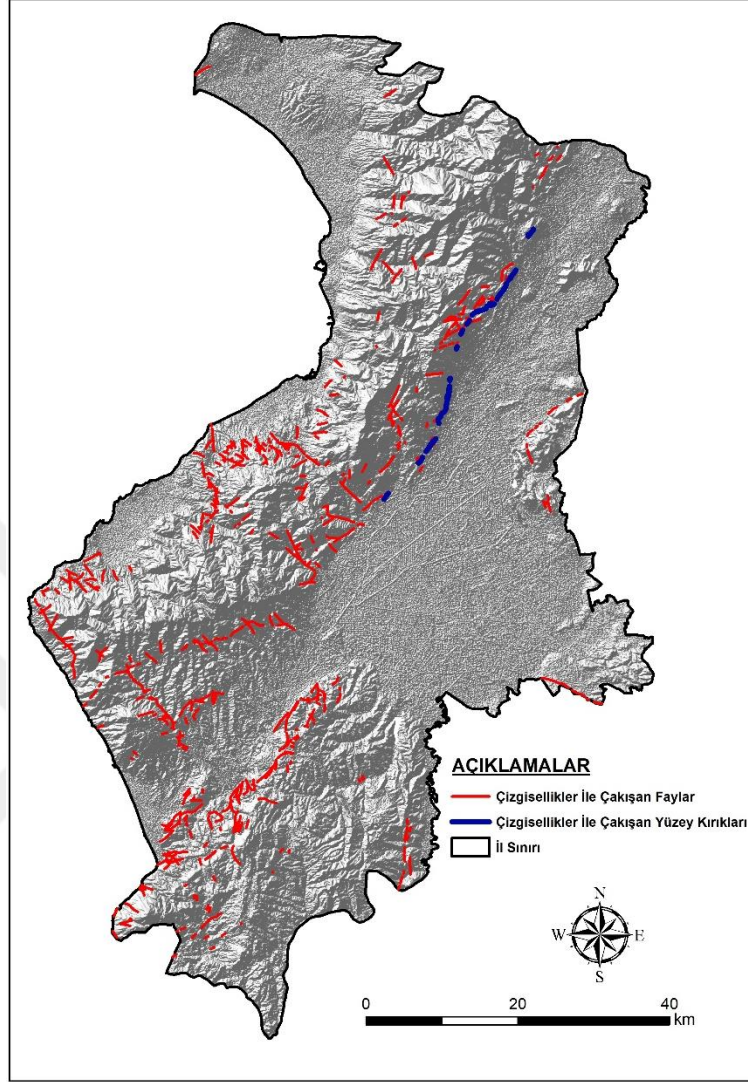 AÇIKLAMALAR
Çizgisellikler İle Çakışan Faylar
Çizgisellikler İle Çakışan Yüzey Kırıkları
İl Sınırı
N
W E
S
0 20 40
km